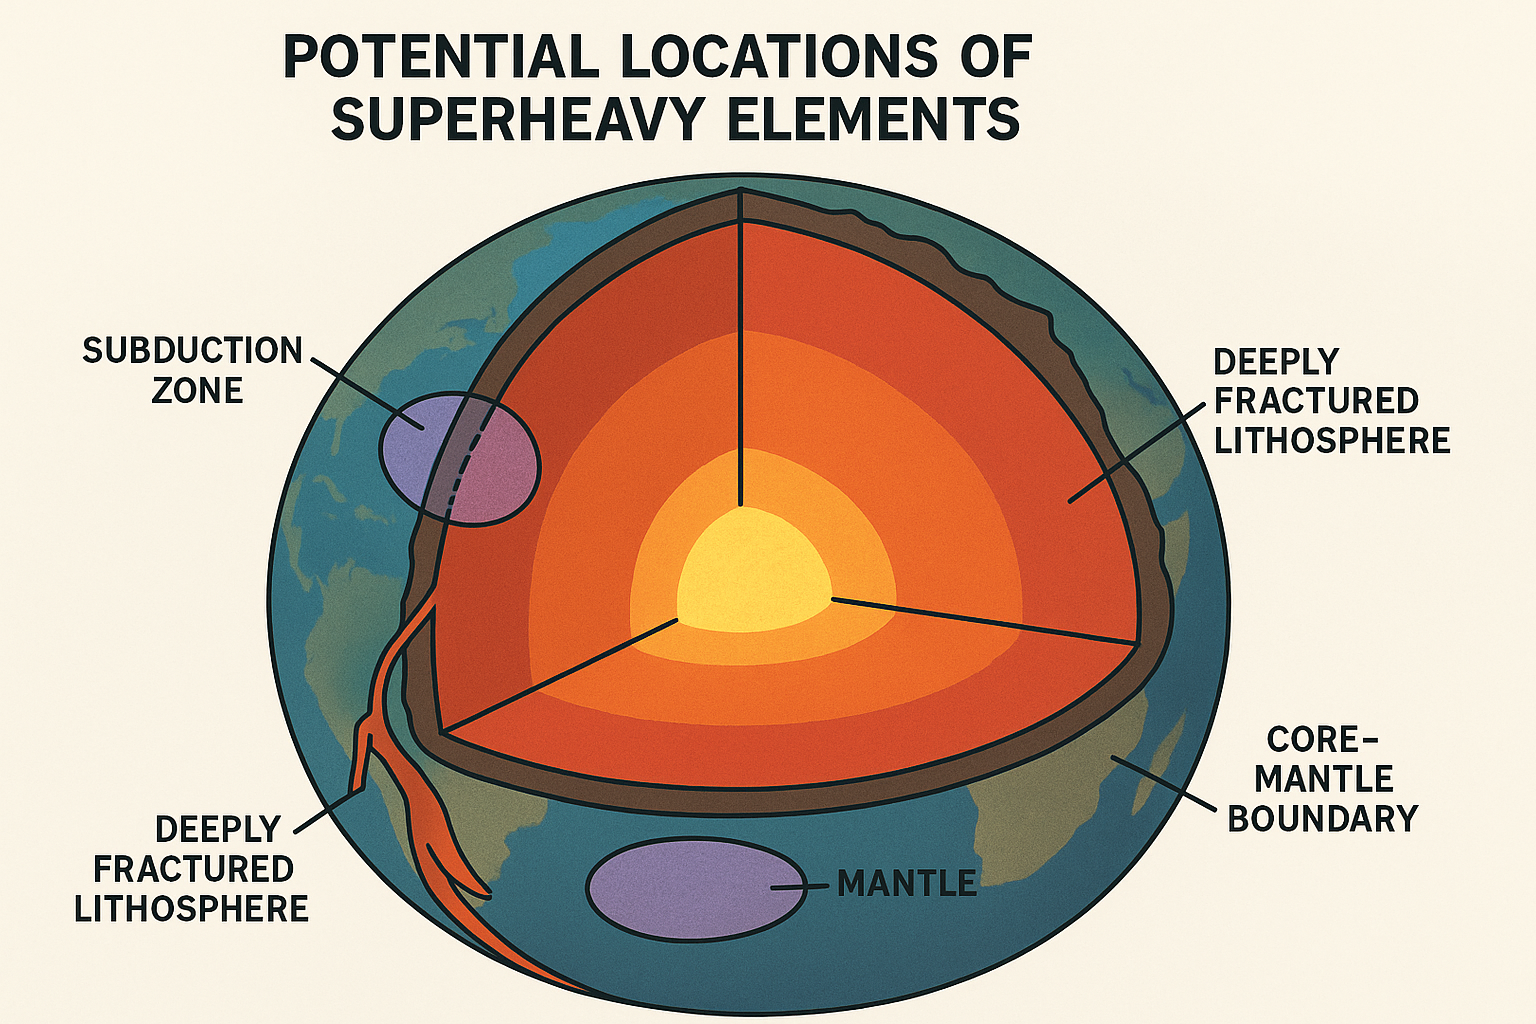 POTENTIAL LOCATIONS OF
SUPERHEAVY ELEMENTS
SUBDUCTION
ZONE
DEEPLY
FRACTURED
LITHOSPHERE
CORE–
MANTLE
BOUNDARY
DEEPLY
FRACTURED
LITHOSPHERE
MANTLE